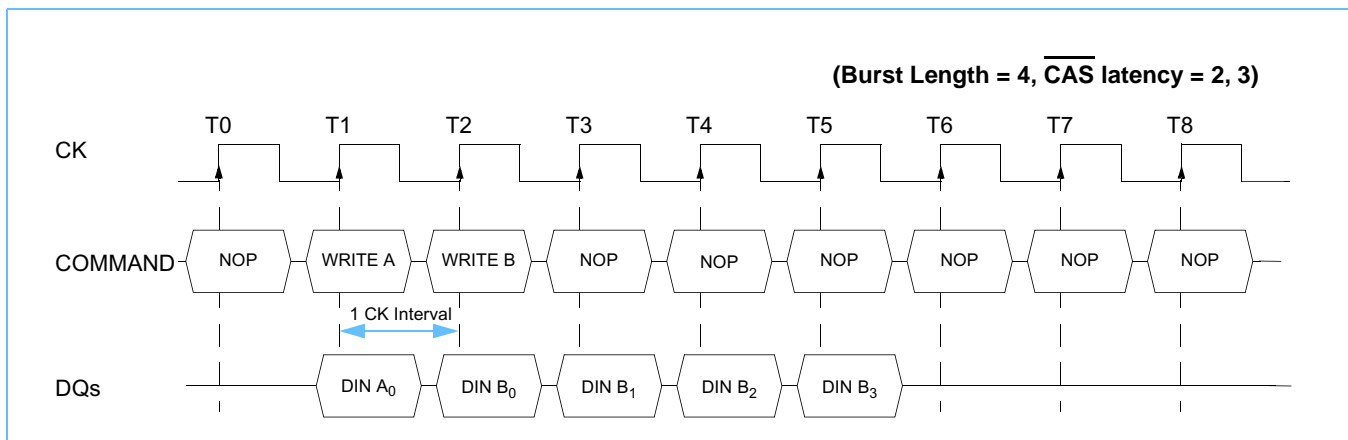 (Burst Length = 4, CAS latency = 2, 3)
T0 T1 T2 T3 T4 T5 T6 T7 T8
CK
COMMAND NOP WRITE A WRITE B NOP NOP NOP NOP NOP NOP
1 CK Interval
DQs DIN A0 DIN B0 DIN B1 DIN B2 DIN B3